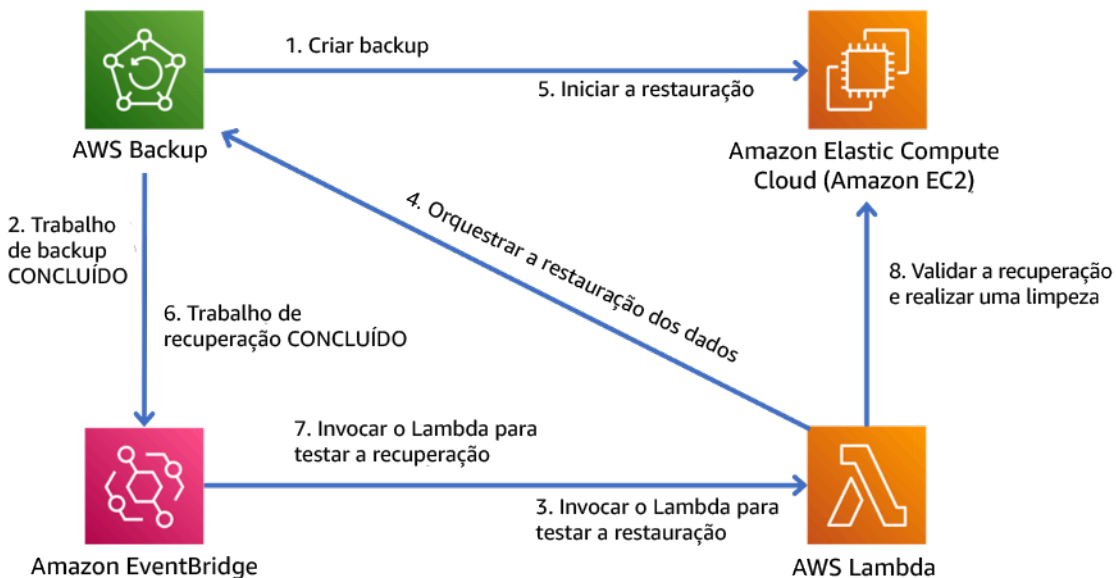 1. Criar backup
5. Iniciar a restauração
AWS Backup
Amazon Elastic Compute
Cloud (Amazon EC2)
2. Trabalho
de backup
CONCLUÍDO
4. Orquestrar a restauração dos dados
8. Validar a recuperação
e realizar uma limpeza
6. Trabalho de
recuperação CONCLUÍDO
7. Invocar o Lambda para
testar a recuperação
3. Invocar o Lambda para
testar a restauração
Amazon EventBridge
AWS Lambda